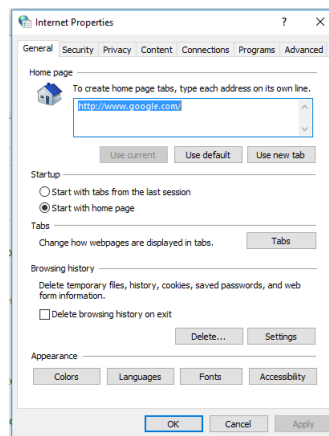 Internet Properties ? X
General Security Privacy Content Connections Programs Advanced
Home page
To create home page tabs, type each address on its own line.
http://www.google.com/
Use current Use default Use new tab
Startup
Start with tabs from the last session
Start with home page
Tabs
Change how webpages are displayed in tabs. Tabs
Browsing history
Delete temporary files, history, cookies, saved passwords, and web
form information.
Delete browsing history on exit
Delete... Settings
Appearance
Colors Languages Fonts Accessibility
OK Cancel Apply